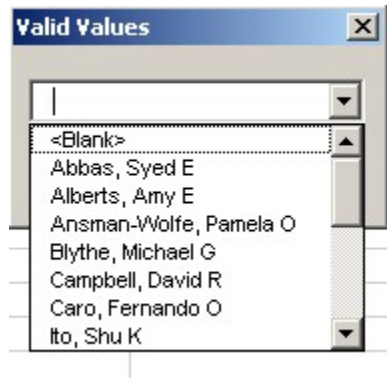 Valid Values
<Blank>
Abbas, Syed E
Alberts, Amy E
Ansman-Wolfe, Pamela O
Blythe, Michael G
Campbell, David R
Caro, Fernando O
Ito, Shu K